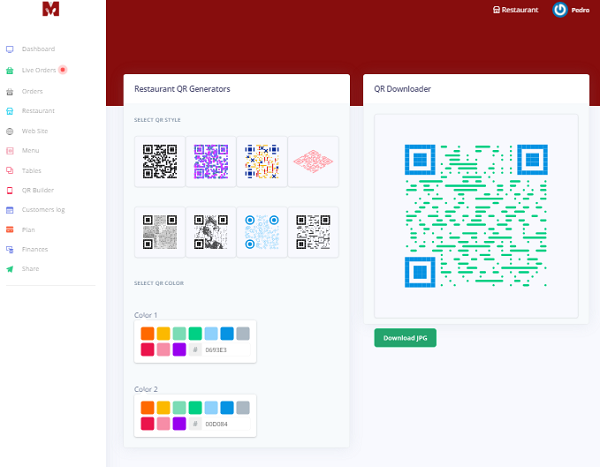 Restaurant
Pedro
Dashboard
Live Orders
Orders
Restaurant
Web Site
Menu
Tables
QR Builder
Customers log
Plan
Finances
Share
Restaurant QR Generators
SELECT QR STYLE
SELECT QR COLOR
Color 1
# 0693E3
Color 2
# 00D084
QR Downloader
Download JPG